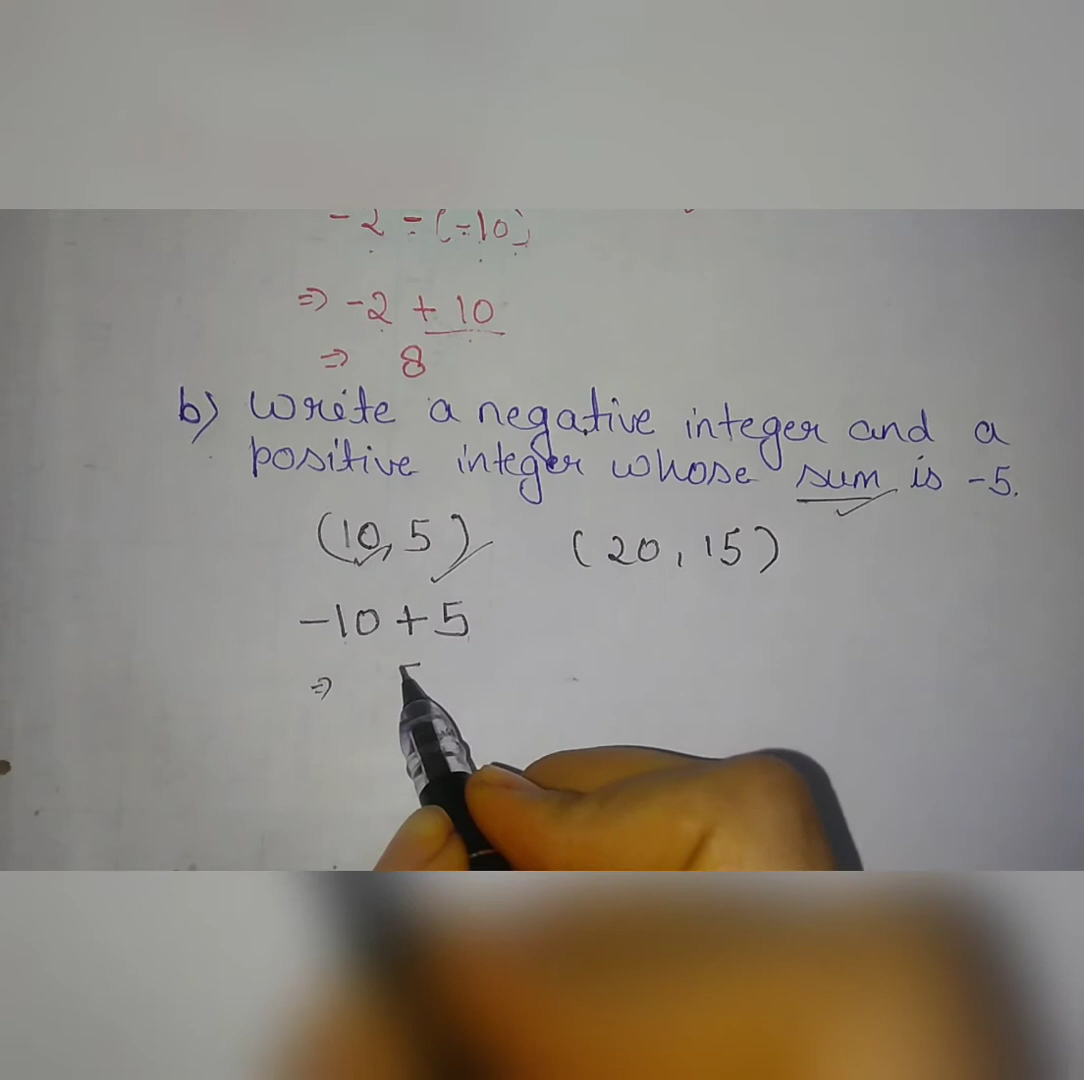 -2 - (-10)
⇒ -2 + 10
⇒ 8
b) Write a negative integer and a
positive integer whose sum is -5.
(10, 5) (20, 15)
-10 + 5
⇒